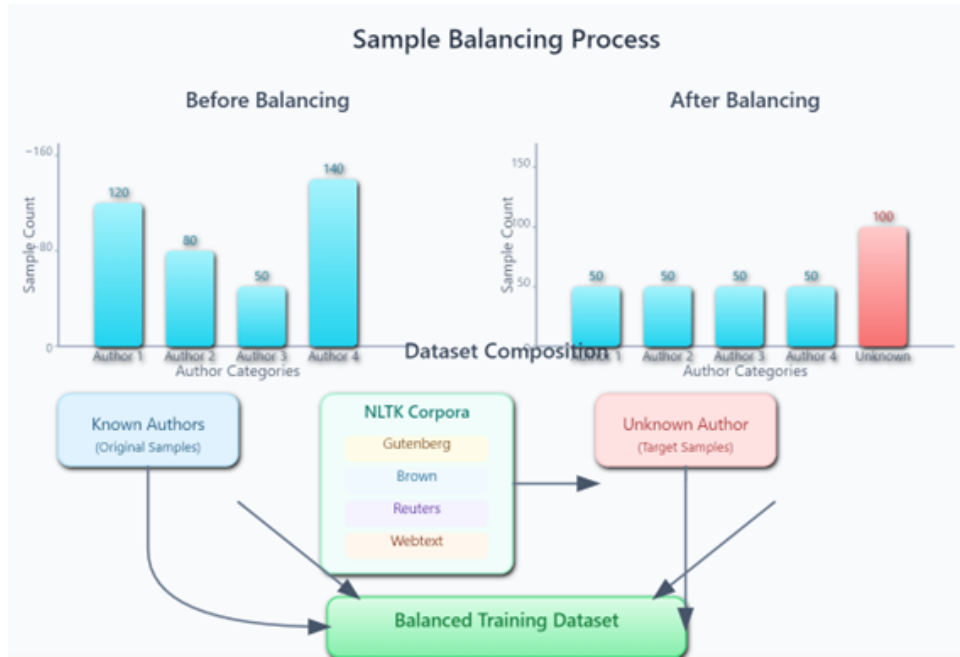 Sample Balancing Process
Before Balancing
~160
120
80
50
140
Sample Count
~80
0
Author 1
Author 2
Author 3
Author 4
Author Categories
After Balancing
150
100
50
50
50
50
50
100
Sample Count
Author 2
Author 3
Author 4
Unknown
Author Categories
Dataset Composition
Known Authors
(Original Samples)
NLTK Corpora
Gutenberg
Brown
Reuters
Webtext
Unknown Author
(Target Samples)
Balanced Training Dataset